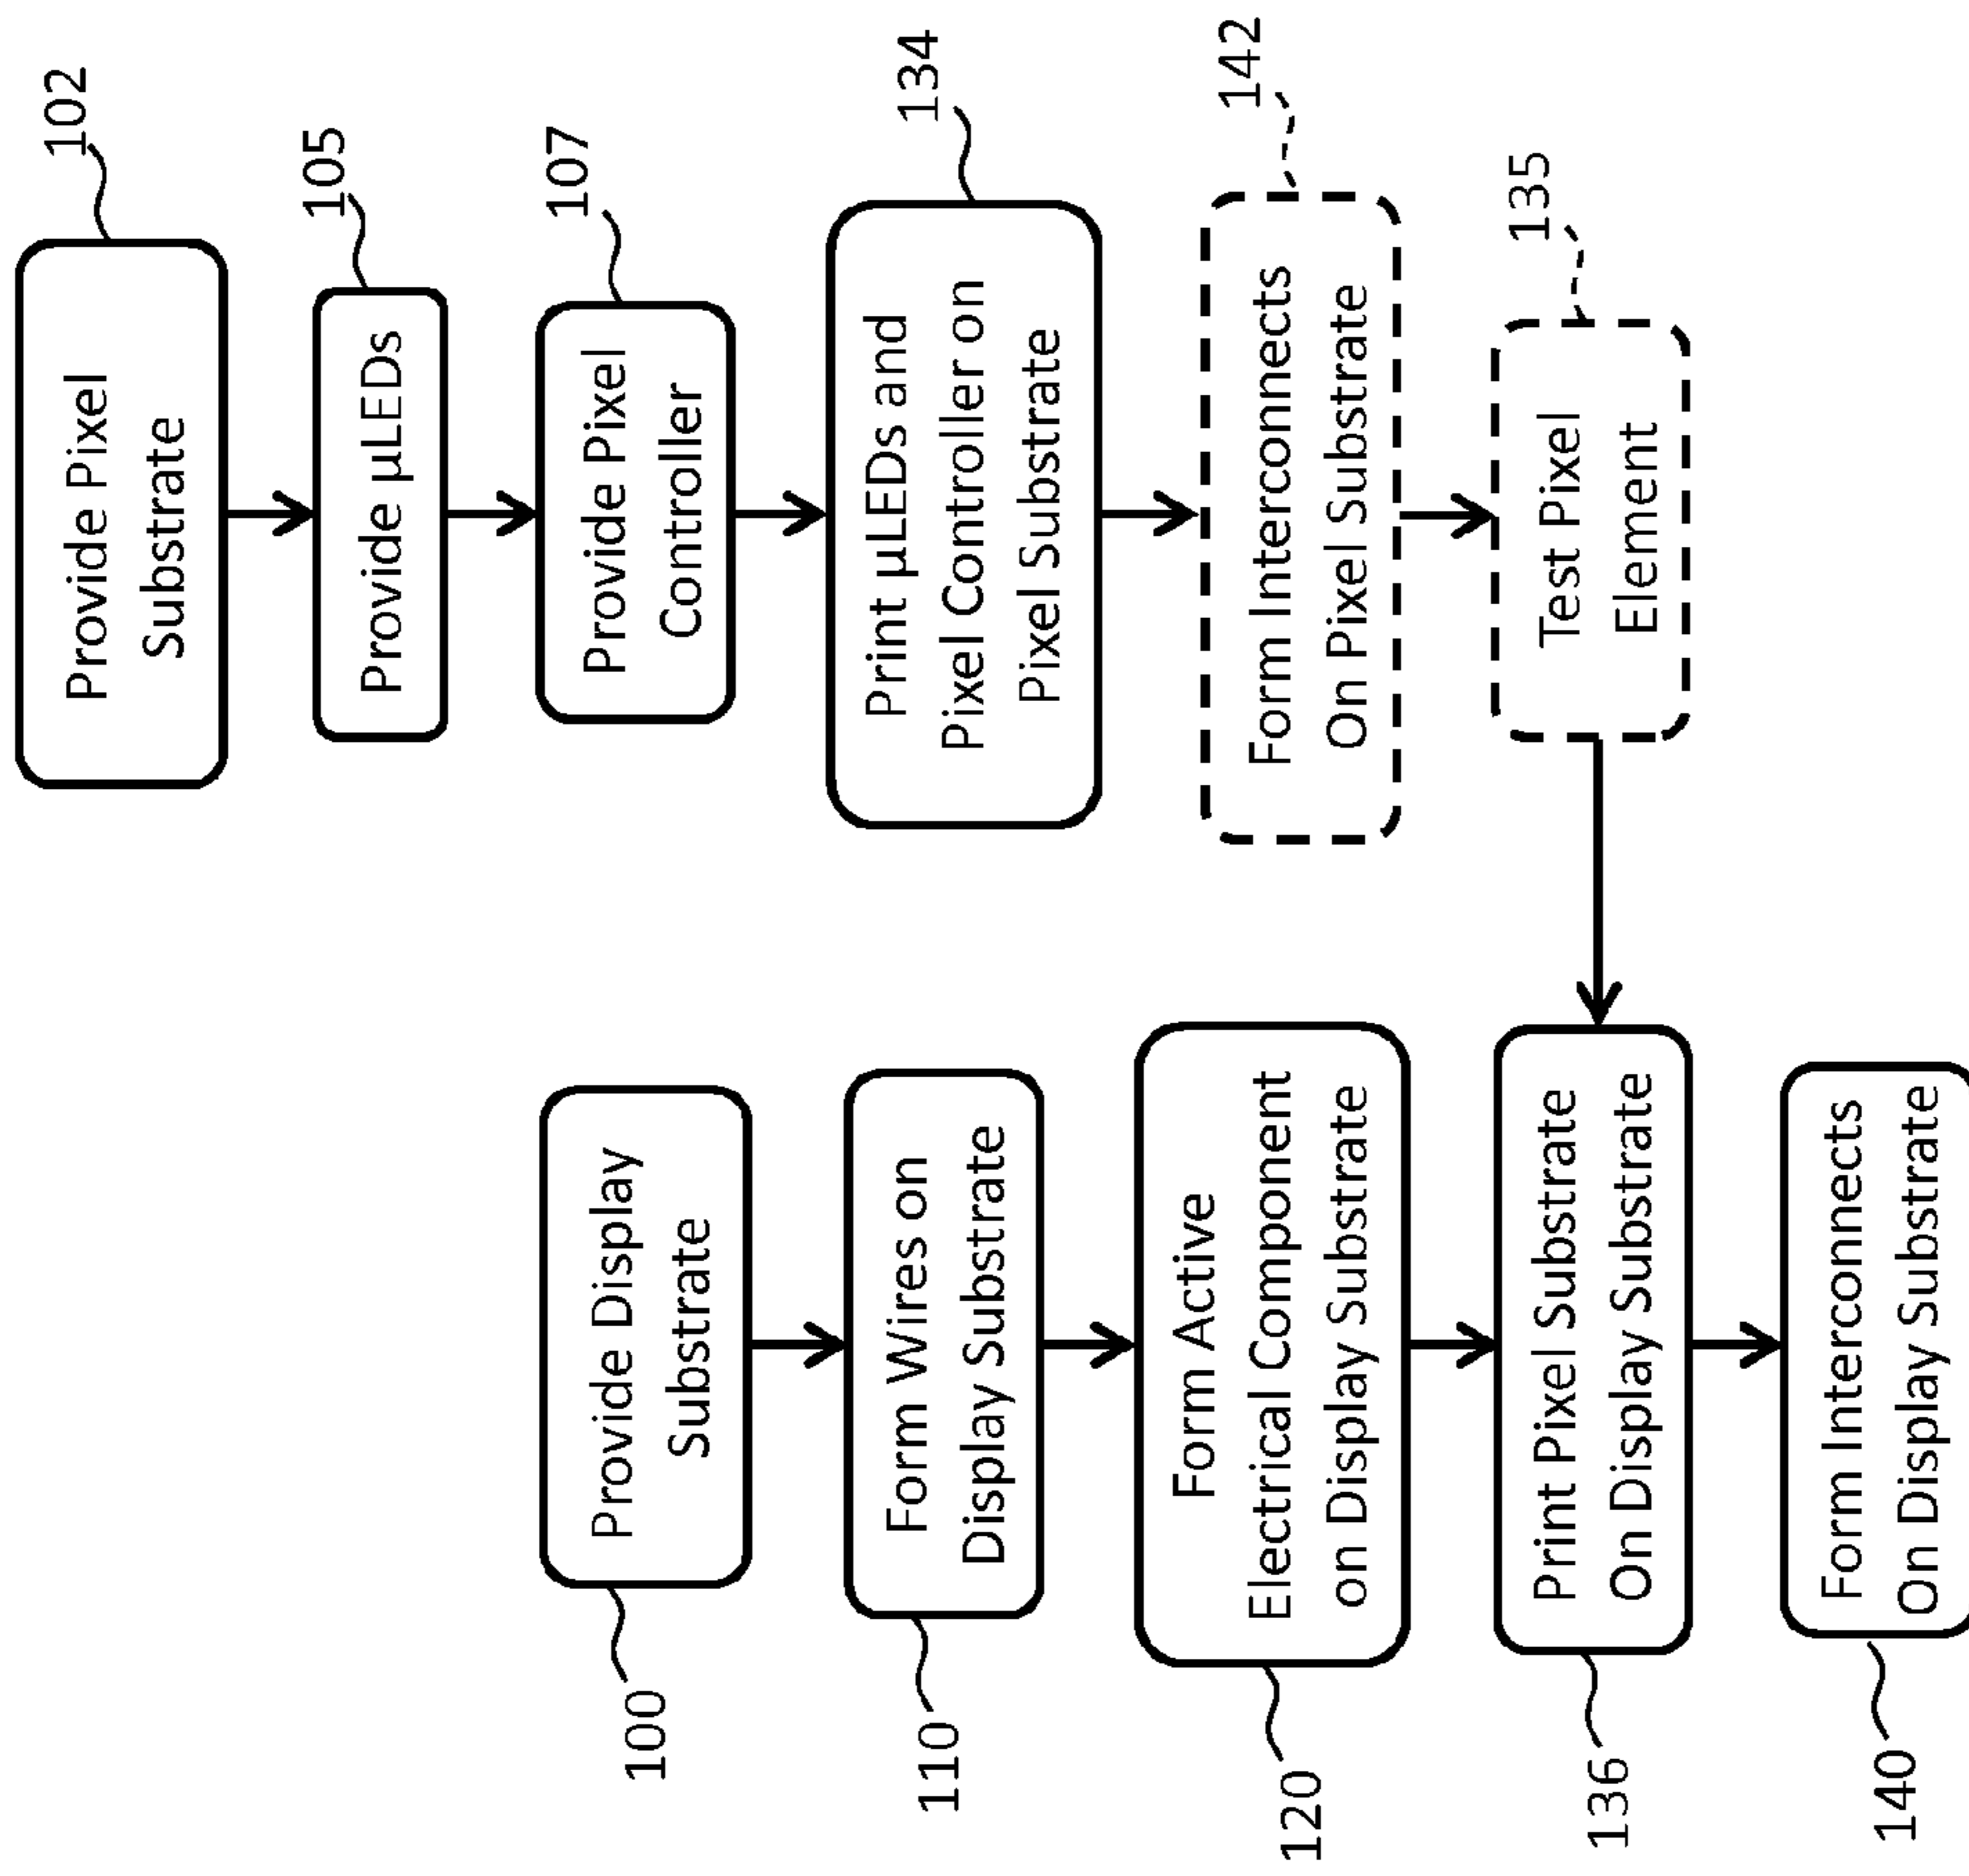 Provide Pixel
Substrate
102
Provide µLEDs
105
Provide Pixel
Controller
107
Print µLEDs and
Pixel Controller on
Pixel Substrate
134
Form Interconnects
On Pixel Substrate
142
Test Pixel
Element
135
Provide Display
Substrate
100
Form Wires on
Display Substrate
110
Form Active
Electrical Component
on Display Substrate
120
Print Pixel Substrate
On Display Substrate
136
Form Interconnects
On Display Substrate
140